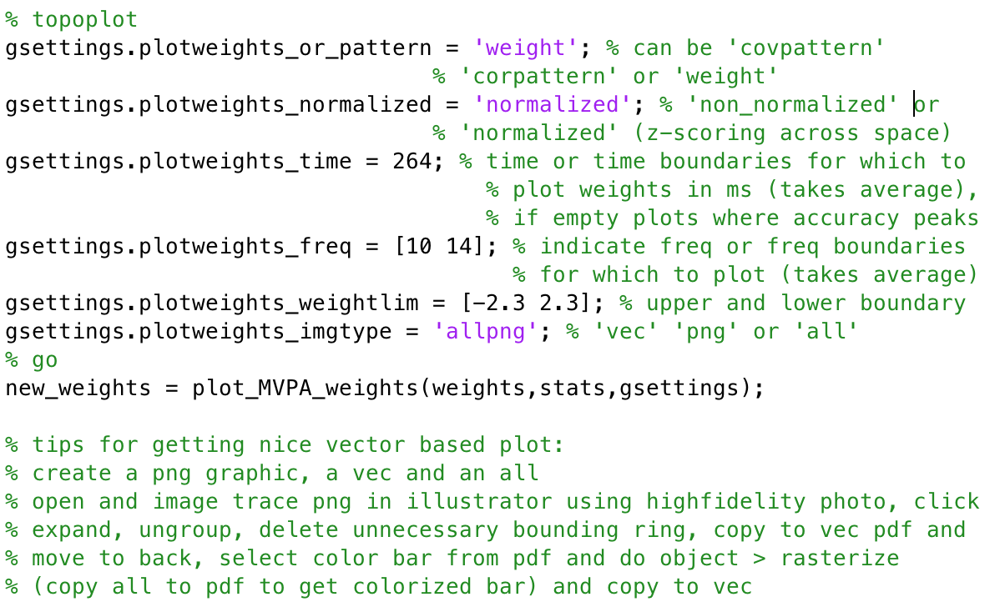 % topoplot
gsettings.plotweights_or_pattern = 'weight'; % can be 'covpattern'
% 'corpattern' or 'weight'
gsettings.plotweights_normalized = 'normalized'; % 'non_normalized' or
% 'normalized' (z-scoring across space)
gsettings.plotweights_time = 264; % time or time boundaries for which to
% plot weights in ms (takes average),
% if empty plots where accuracy peaks
gsettings.plotweights_freq = [10 14]; % indicate freq or freq boundaries
% for which to plot (takes average)
gsettings.plotweights_weightlim = [-2.3 2.3]; % upper and lower boundary
gsettings.plotweights_imgtype = 'allpng'; % 'vec' 'png' or 'all'
% go
new_weights = plot_MVPA_weights(weights,stats,gsettings);
% tips for getting nice vector based plot:
% create a png graphic, a vec and an all
% open and image trace png in illustrator using highfidelity photo, click
% expand, ungroup, delete unnecessary bounding ring, copy to vec pdf and
% move to back, select color bar from pdf and do object > rasterize
% (copy all to pdf to get colorized bar) and copy to vec